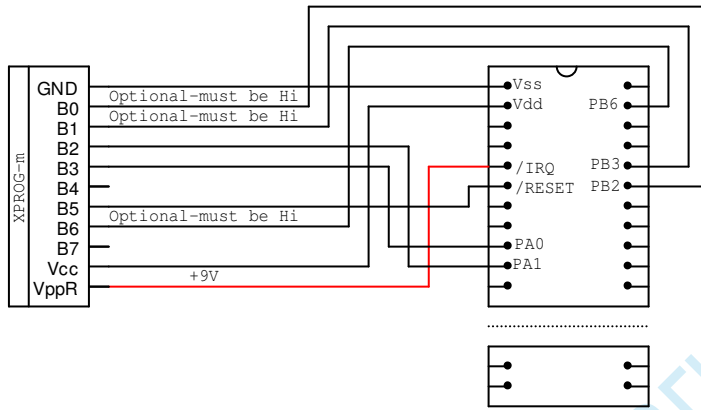 XPROG-m
GND
B0
B1
B2
B3
B4
B5
B6
B7
Vcc
VppR
Optional-must be Hi
Optional-must be Hi
Optional-must be Hi
+9V
Vss
Vdd
/IRQ
/RESET
PA0
PA1
PB6
PB3
PB2